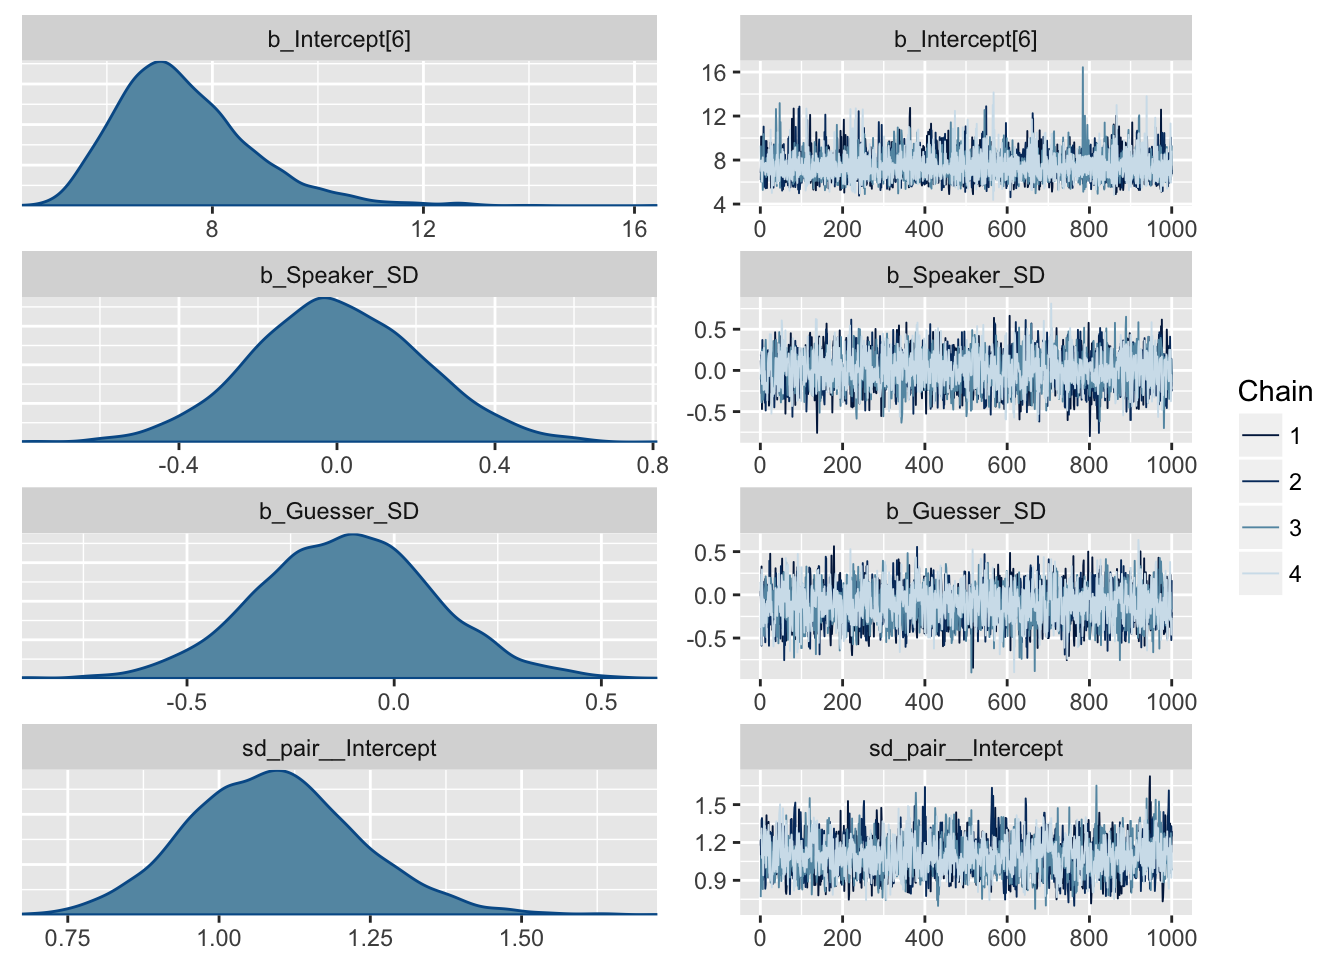 b_Intercept[6]
8 12 16
b_Intercept[6]
16
12
8
4
0 200 400 600 800 1000
b_Speaker_SD
-0.4 0.0 0.4 0.8
b_Speaker_SD
0.5
0.0
-0.5
0 200 400 600 800 1000
b_Guesser_SD
-0.5 0.0 0.5
b_Guesser_SD
0.5
0.0
-0.5
0 200 400 600 800 1000
sd_pair__Intercept
0.75 1.00 1.25 1.50
sd_pair__Intercept
1.5
1.2
0.9
0 200 400 600 800 1000
Chain
1
2
3
4